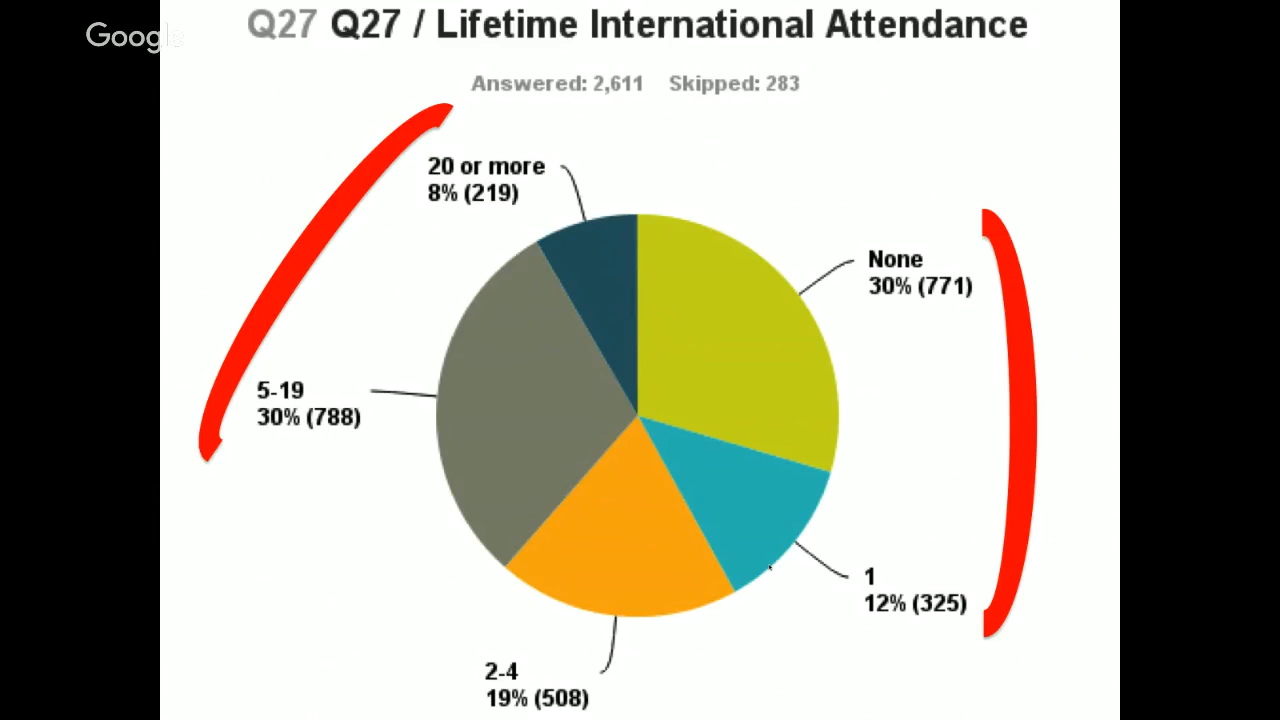 Google
Q27 Q27 / Lifetime International Attendance
Answered: 2,611 Skipped: 283
20 or more
8% (219)
None
30% (771)
5-19
30% (788)
1
12% (325)
2-4
19% (508)